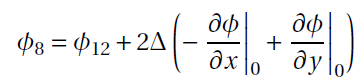 ϕ₈ = ϕ₁₂ + 2Δ (− ∂ϕ/∂x|₀ + ∂ϕ/∂y|₀)